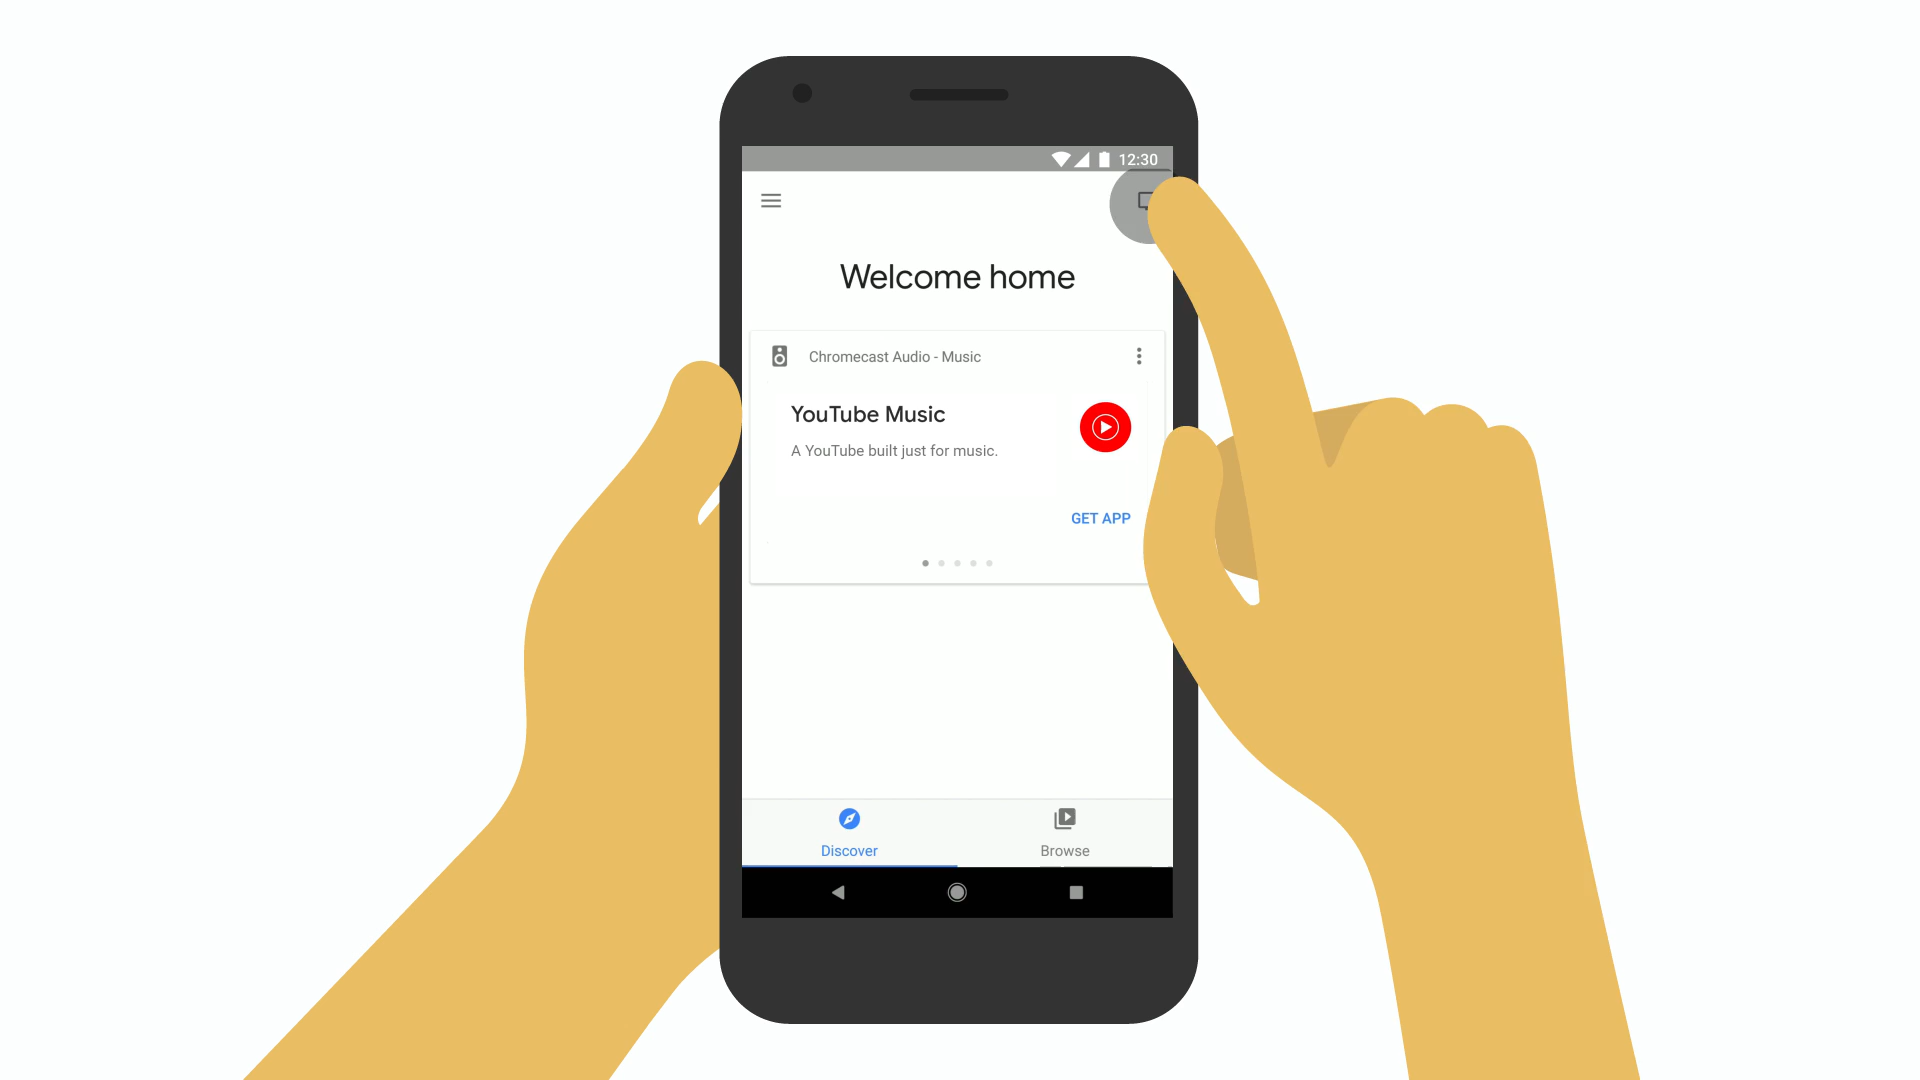 12:30
Welcome home
Chromecast Audio - Music
YouTube Music
A YouTube built just for music.
GET APP
Discover
Browse